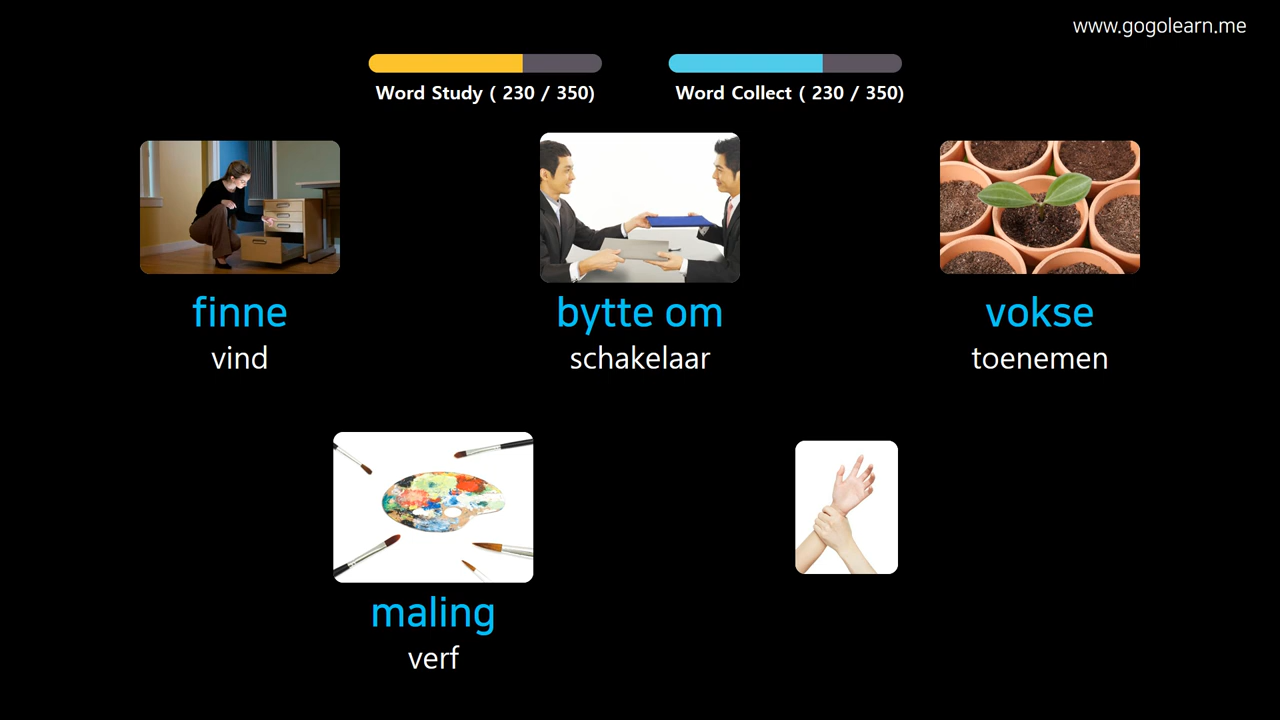 www.gogolearn.me
Word Study ( 230 / 350)
Word Collect ( 230 / 350)
finne
vind
bytte om
schakelaar
vokse
toenemen
maling
verf